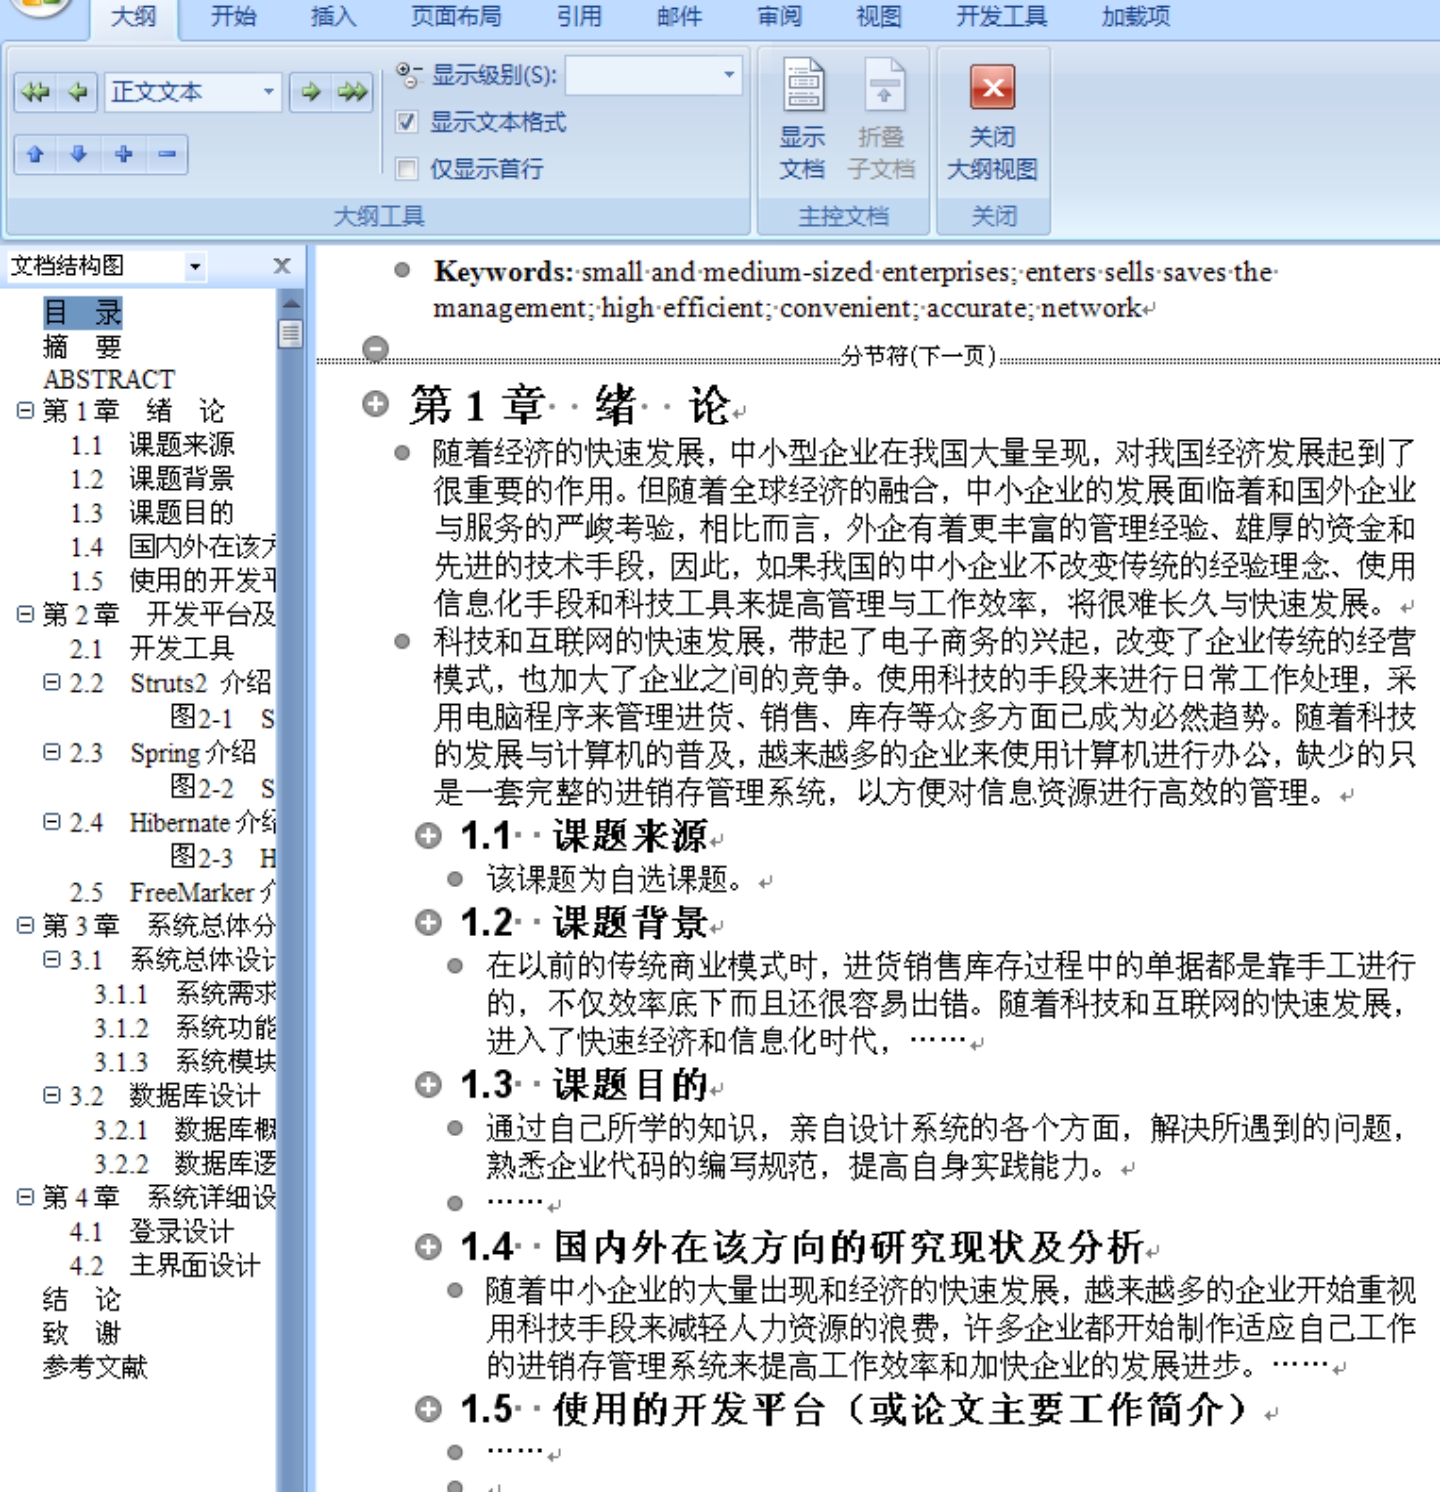 大纲 开始 插入 页面布局 引用 邮件 审阅 视图 开发工具 加载项
正文文本
显示级别(S):
显示文本格式
仅显示首行
大纲工具
显示文档
折叠子文档
主控文档
关闭大纲视图
关闭
文档结构图
目 录
摘 要
ABSTRACT
第 1 章 绪 论
1.1 课题来源
1.2 课题背景
1.3 课题目的
1.4 国内外在该方
1.5 使用的开发平
第 2 章 开发平台及
2.1 开发工具
2.2 Struts2 介绍
图2-1 S
2.3 Spring 介绍
图2-2 S
2.4 Hibernate 介绍
图2-3 H
2.5 FreeMarker 介
第 3 章 系统总体分
3.1 系统总体设计
3.1.1 系统需求
3.1.2 系统功能
3.1.3 系统模块
3.2 数据库设计
3.2.1 数据库概
3.2.2 数据库逻
第 4 章 系统详细设
4.1 登录设计
4.2 主界面设计
结 论
致 谢
参考文献
Keywords: small and medium-sized enterprises; enters sells saves the
management; high efficient; convenient; accurate; network
分节符(下一页)
第 1 章 绪 论
随着经济的快速发展，中小型企业在我国大量呈现，对我国经济发展起到了
很重要的作用。但随着全球经济的融合，中小企业的发展面临着和国外企业
与服务的严峻考验，相比而言，外企有着更丰富的管理经验、雄厚的资金和
先进的技术手段，因此，如果我国的中小企业不改变传统的经验理念、使用
信息化手段和科技工具来提高管理与工作效率，将很难长久与快速发展。
科技和互联网的快速发展，带起了电子商务的兴起，改变了企业传统的经营
模式，也加大了企业之间的竞争。使用科技的手段来进行日常工作处理，采
用电脑程序来管理进货、销售、库存等众多方面已成为必然趋势。随着科技
的发展与计算机的普及，越来越多的企业来使用计算机进行办公，缺少的只
是一套完整的进销存管理系统，以方便对信息资源进行高效的管理。
1.1 课题来源
该课题为自选课题。
1.2 课题背景
在以前的传统商业模式时，进货销售库存过程中的单据都是靠手工进行
的，不仅效率底下而且还很容易出错。随着科技和互联网的快速发展，
进入了快速经济和信息化时代，……
1.3 课题目的
通过自己所学的知识，亲自设计系统的各个方面，解决所遇到的问题，
熟悉企业代码的编写规范，提高自身实践能力。
……
1.4 国内外在该方向的研究现状及分析
随着中小企业的大量出现和经济的快速发展，越来越多的企业开始重视
用科技手段来减轻人力资源的浪费，许多企业都开始制作适应自己工作
的进销存管理系统来提高工作效率和加快企业的发展进步。……
1.5 使用的开发平台（或论文主要工作简介）
……